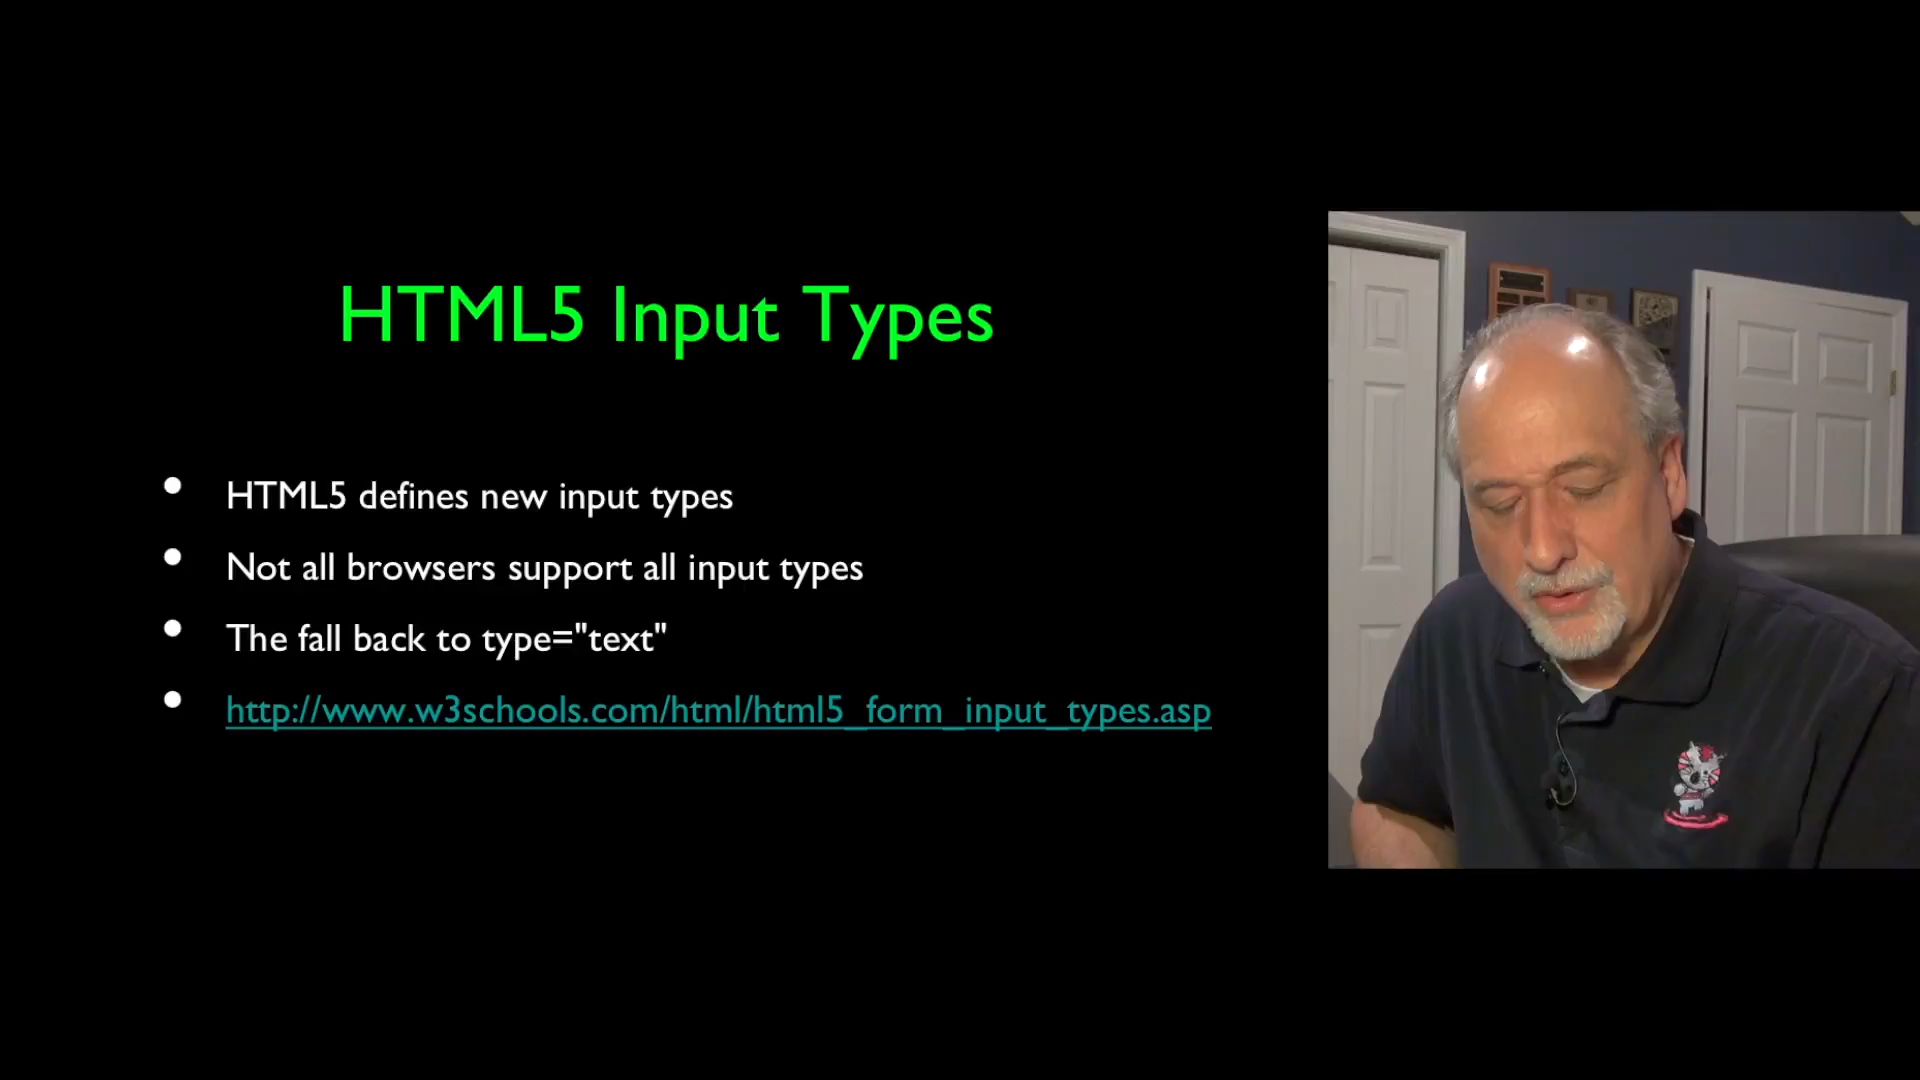 HTML5 Input Types
HTML5 defines new input types
Not all browsers support all input types
The fall back to type="text"
http://www.w3schools.com/html/html5_form_input_types.asp